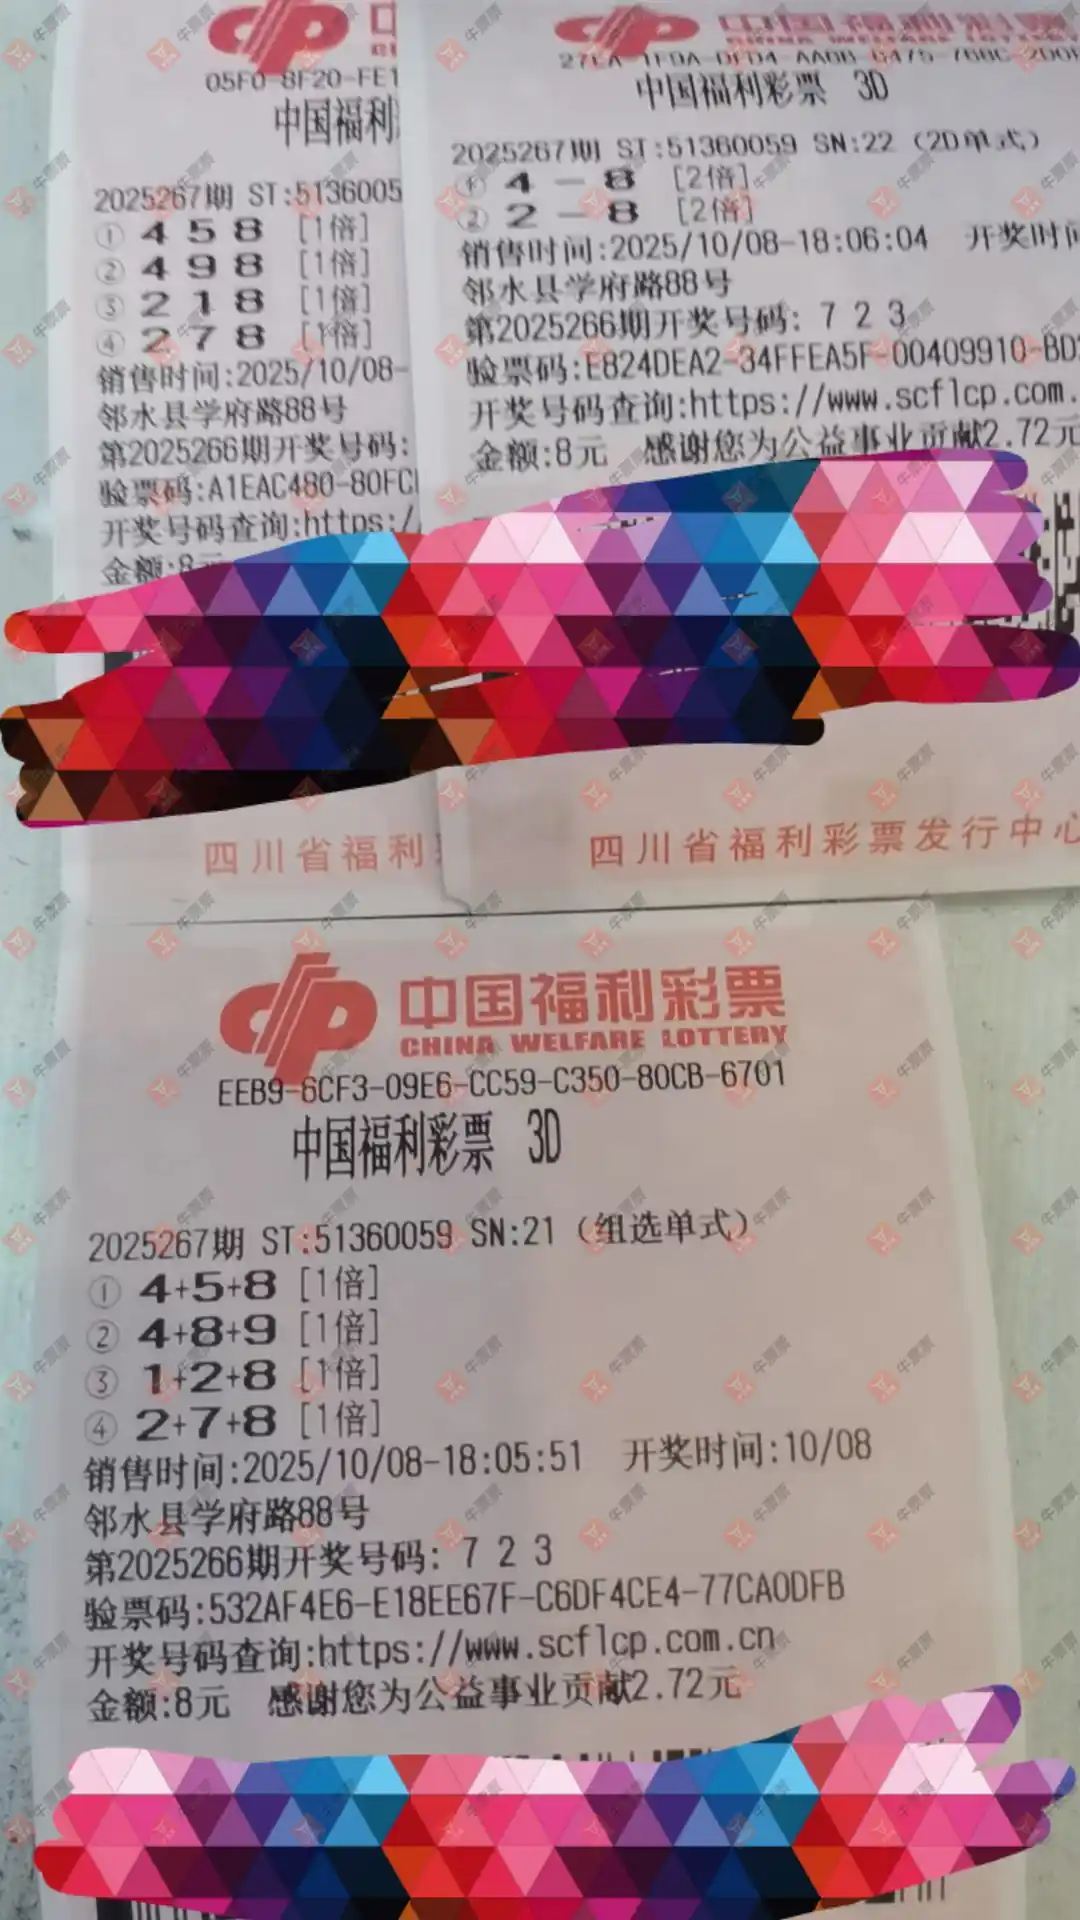 05F0-8F20-FE1
中国福利
2025267期 ST:5136005
① 4 5 8 [1倍]
② 4 9 8 [1倍]
③ 2 1 8 [1倍]
④ 2 7 8 [1倍]
销售时间:2025/10/08-
邻水县学府路88号
第2025266期开奖号码:
验票码:A1EAC480-80FC
开奖号码查询:https:/
金额:8元
四川省福利
中国福利彩票
CHINA WELFARE LOTTERY
中国福利彩票 3D
2025267期 ST:51360059 SN:22 (2D单式)
① 4 — 8 [2倍]
② 2 — 8 [2倍]
销售时间:2025/10/08-18:06:04 开奖时间
邻水县学府路88号
第2025266期开奖号码: 7 2 3
验票码:E824DEA2-34FFEA5F-00409910-BD
开奖号码查询:https://www.scflcp.com.
金额:8元 感谢您为公益事业贡献2.72元
四川省福利彩票发行中心
中国福利彩票
CHINA WELFARE LOTTERY
EEB9-6CF3-09E6-CC59-C350-80CB-6701
中国福利彩票 3D
2025267期 ST:51360059 SN:21 (组选单式)
① 4+5+8 [1倍]
② 4+8+9 [1倍]
③ 1+2+8 [1倍]
④ 2+7+8 [1倍]
销售时间:2025/10/08-18:05:51 开奖时间:10/08
邻水县学府路88号
第2025266期开奖号码: 7 2 3
验票码:532AF4E6-E18EE67F-C6DF4CE4-77CA0DFB
开奖号码查询:https://www.scflcp.com.cn
金额:8元 感谢您为公益事业贡献2.72元
牛票票